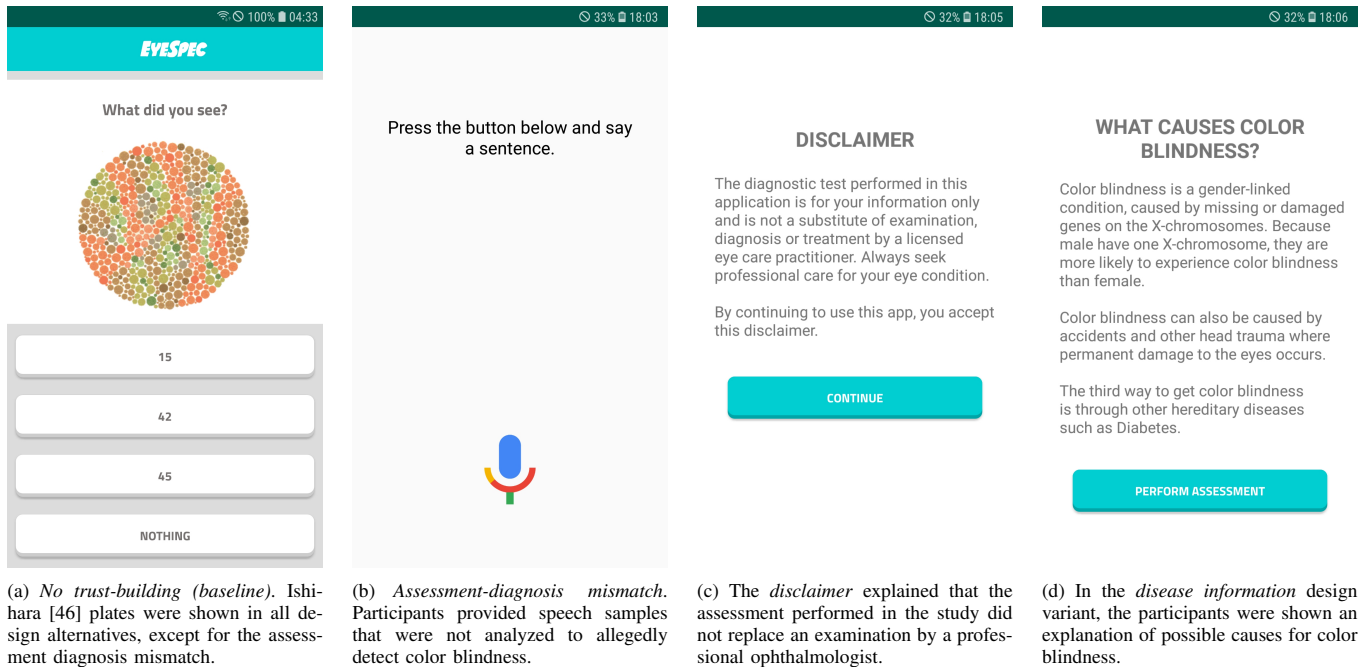 100% 04:33
EYESPEC
What did you see?
15
42
45
NOTHING
(a) No trust-building (baseline). Ishi-
hara [46] plates were shown in all de-
sign alternatives, except for the assess-
ment diagnosis mismatch.
33% 18:03
Press the button below and say
a sentence.
(b) Assessment-diagnosis mismatch.
Participants provided speech samples
that were not analyzed to allegedly
detect color blindness.
32% 18:05
DISCLAIMER
The diagnostic test performed in this
application is for your information only
and is not a substitute of examination,
diagnosis or treatment by a licensed
eye care practitioner. Always seek
professional care for your eye condition.
By continuing to use this app, you accept
this disclaimer.
CONTINUE
(c) The disclaimer explained that the
assessment performed in the study did
not replace an examination by a profes-
sional ophthalmologist.
32% 18:06
WHAT CAUSES COLOR
BLINDNESS?
Color blindness is a gender-linked
condition, caused by missing or damaged
genes on the X-chromosomes. Because
male have one X-chromosome, they are
more likely to experience color blindness
than female.
Color blindness can also be caused by
accidents and other head trauma where
permanent damage to the eyes occurs.
The third way to get color blindness
is through other hereditary diseases
such as Diabetes.
PERFORM ASSESSMENT
(d) In the disease information design
variant, the participants were shown an
explanation of possible causes for color
blindness.